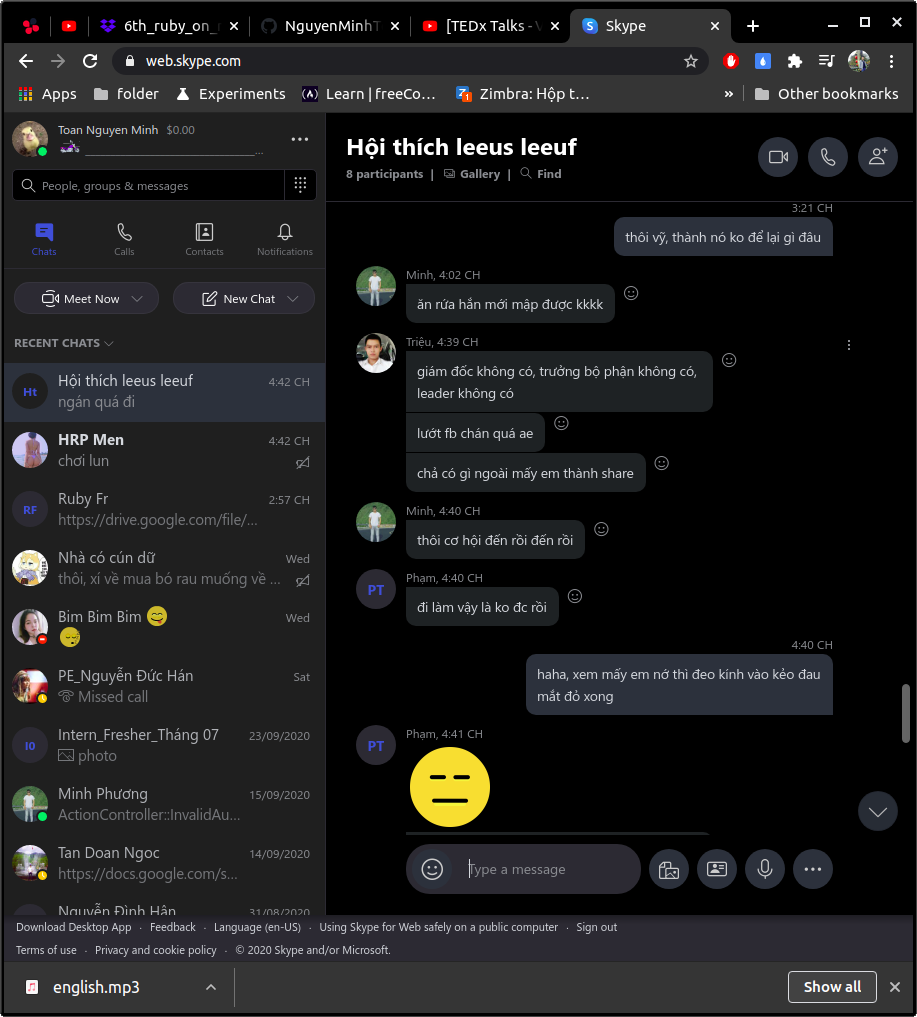 6th_ruby_on_
NguyenMinhT
[TEDx Talks -
Skype
web.skype.com
Apps
folder
Experiments
Learn | freeCo...
Zimbra: Hộp t...
»
Other bookmarks
Toan Nguyen Minh $0.00
People, groups & messages
Chats
Calls
Contacts
Notifications
Meet Now
New Chat
RECENT CHATS
Ht
Hội thích leeus leeuf
4:42 CH
ngán quá đi
HRP Men
4:42 CH
chơi lun
RF
Ruby Fr
2:57 CH
https://drive.google.com/file/...
Nhà có cún dữ
Wed
thôi, xí về mua bó rau muống về ...
Bim Bim Bim 😋
Wed
😴
PE_Nguyễn Đức Hán
Sat
Missed call
I0
Intern_Fresher_Tháng 07
23/09/2020
photo
Minh Phương
15/09/2020
ActionController::InvalidAu...
Tan Doan Ngoc
14/09/2020
https://docs.google.com/s...
Nguyễn Đình Hân
31/08/2020
Hội thích leeus leeuf
8 participants | Gallery | Find
3:21 CH
thôi vỹ, thành nó ko để lại gì đâu
Minh, 4:02 CH
ăn rứa hắn mới mập được kkkk
Triệu, 4:39 CH
giám đốc không có, trưởng bộ phận không có,
leader không có
lướt fb chán quá ae
chả có gì ngoài mấy em thành share
Minh, 4:40 CH
thôi cơ hội đến rồi đến rồi
Phạm, 4:40 CH
PT
đi làm vậy là ko đc rồi
4:40 CH
haha, xem mấy em nớ thì đeo kính vào kẻo đau
mắt đỏ xong
Phạm, 4:41 CH
PT
Type a message
Download Desktop App · Feedback · Language (en-US) · Using Skype for Web safely on a public computer · Sign out
Terms of use · Privacy and cookie policy · © 2020 Skype and/or Microsoft.
english.mp3
Show all